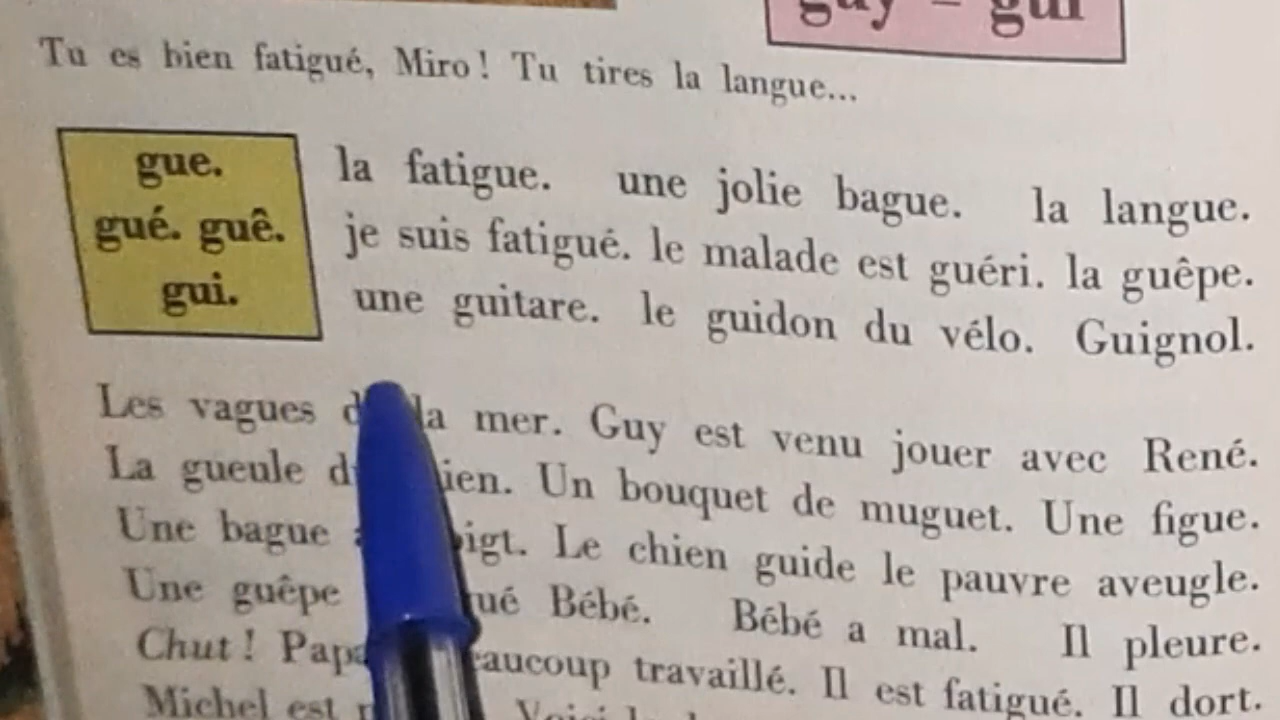 guy – gui
Tu es bien fatigué, Miro ! Tu tires la langue...
gue.
gué. guê.
gui.
la fatigue. une jolie bague. la langue.
je suis fatigué. le malade est guéri. la guêpe.
une guitare. le guidon du vélo. Guignol.
Les vagues la mer. Guy est venu jouer avec René.
La gueule Un bouquet de muguet. Une figue.
Une bague Le chien guide le pauvre aveugle.
Une guêpe Bébé. Bébé a mal. Il pleure.
Chut ! travaillé. Il est fatigué. Il dort.
Michel est